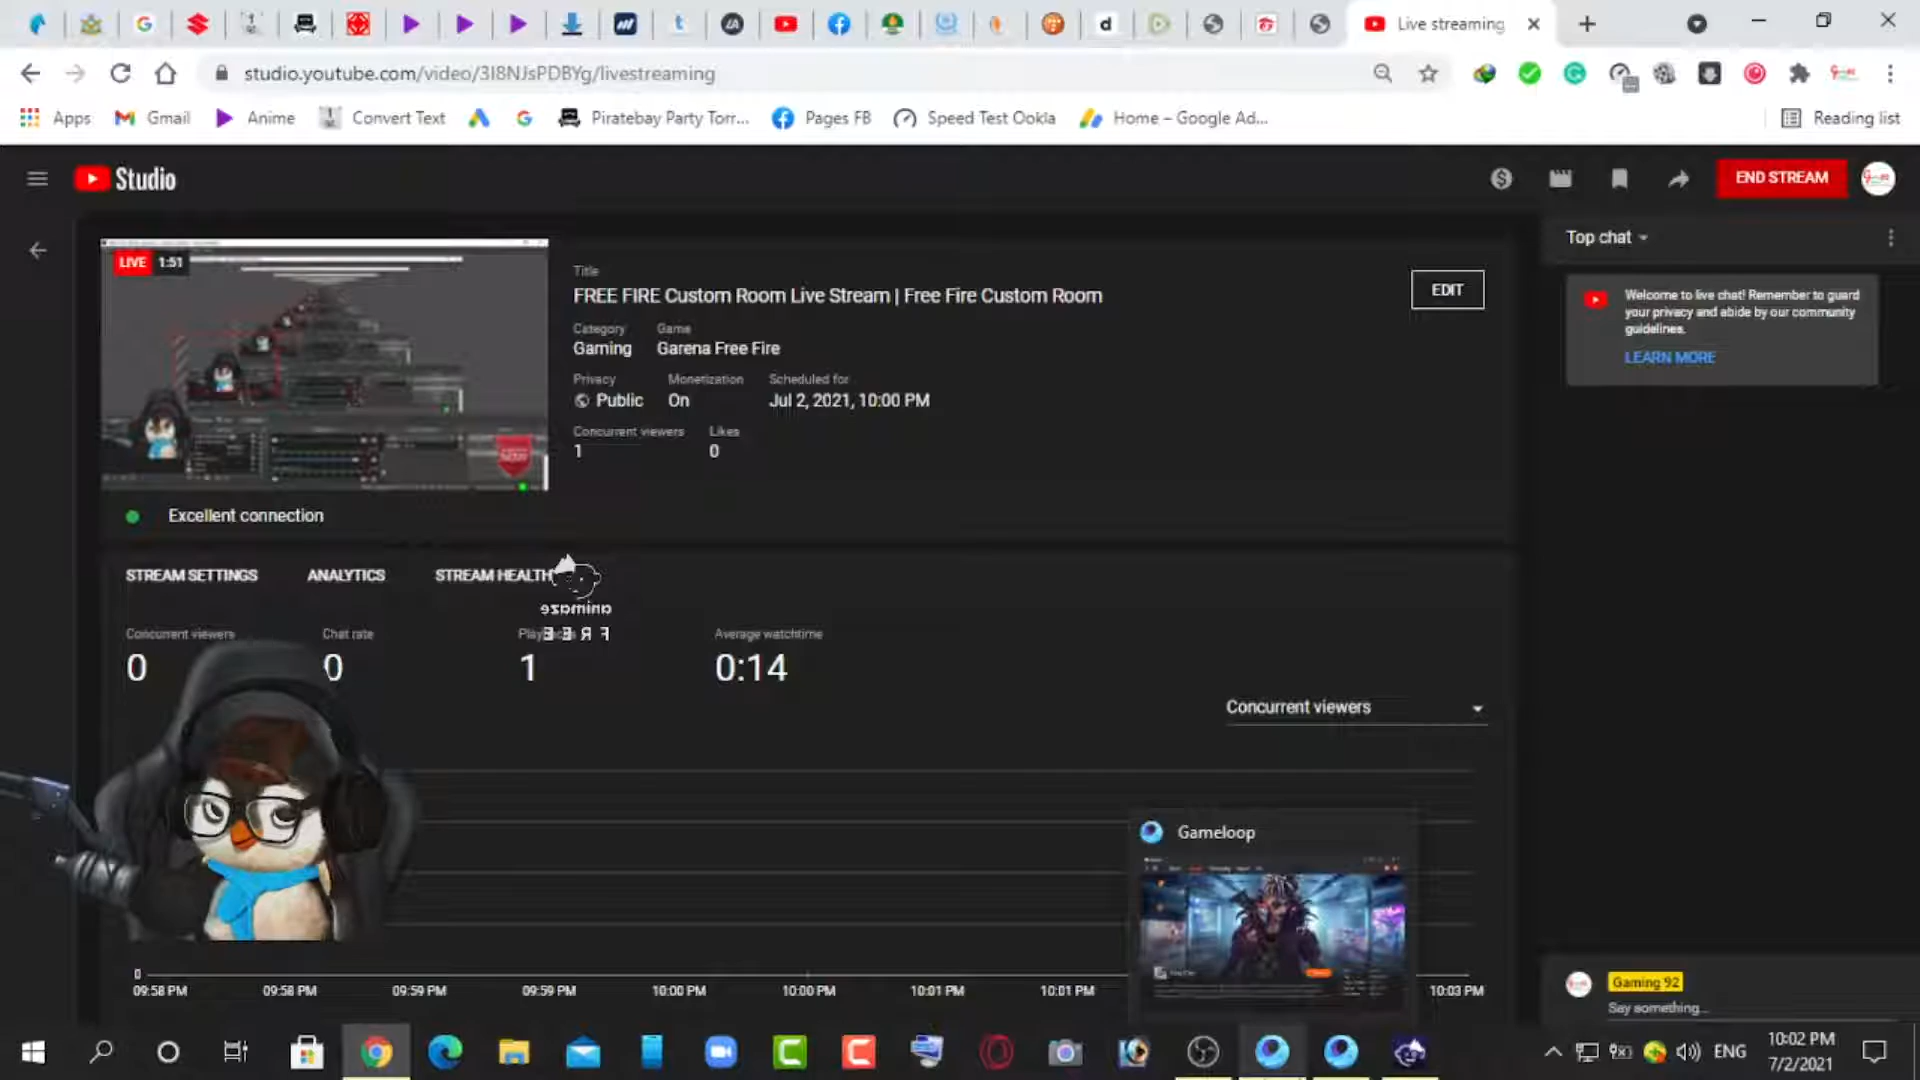 Live streaming
studio.youtube.com/video/3I8NJsPDBYg/livestreaming
Apps
Gmail
Anime
Convert Text
Piratebay Party Torr...
Pages FB
Speed Test Ookla
Home – Google Ad...
Reading list
Studio
END STREAM
LIVE 1:51
Title
FREE FIRE Custom Room Live Stream | Free Fire Custom Room
EDIT
Category Game
Gaming Garena Free Fire
Privacy Monetization Scheduled for
Public On Jul 2, 2021, 10:00 PM
Concurrent viewers Likes
1 0
Excellent connection
Top chat
Welcome to live chat! Remember to guard
your privacy and abide by our community
guidelines.
LEARN MORE
STREAM SETTINGS ANALYTICS STREAM HEALTH
animaze
FREE
Concurrent viewers Chat rate Average watchtime
0 0 1 0:14
Concurrent viewers
Gameloop
0
09:58 PM 09:58 PM 09:59 PM 09:59 PM 10:00 PM 10:00 PM 10:01 PM 10:01 PM 10:03 PM
Gaming 92
Say something...
ENG
10:02 PM
7/2/2021